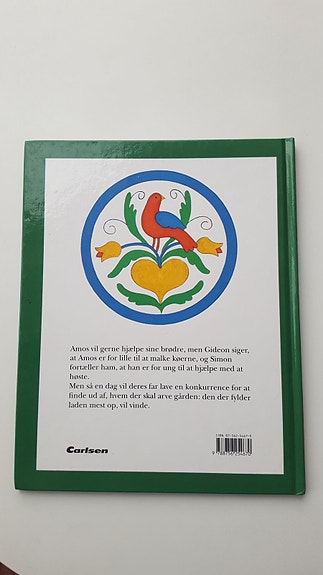 Amos vil gerne hjælpe sine brødre, men Gideon siger,
at Amos er for lille til at malke køerne, og Simon
fortæller ham, at han er for ung til at hjælpe med at
høste.
Men så en dag vil deres far lave en konkurrence for at
finde ud af, hvem der skal arve gården: den der fylder
laden mest op, vil vinde.
Carlsen